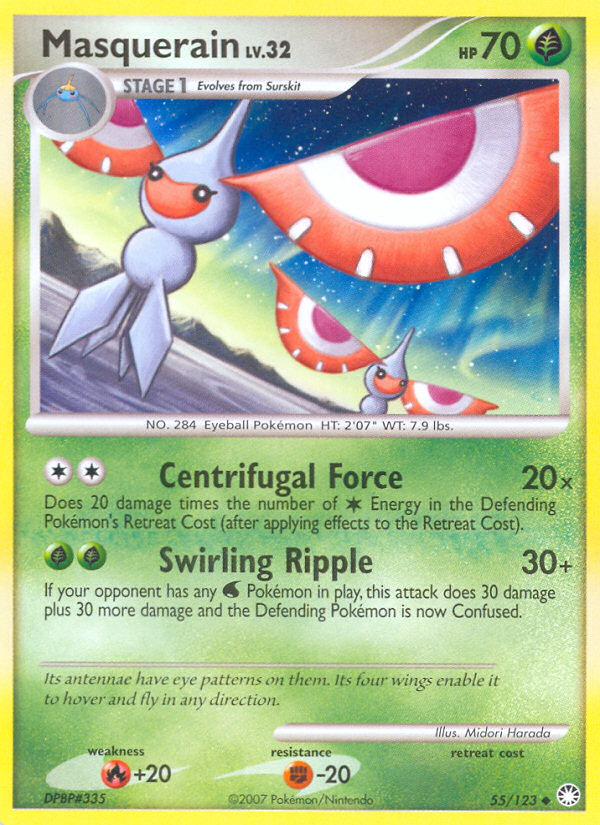 Masquerain LV.32 HP 70
STAGE 1 Evolves from Surskit
NO. 284 Eyeball Pokémon HT: 2'07" WT: 7.9 lbs.
Centrifugal Force 20×
Does 20 damage times the number of Energy in the Defending
Pokémon's Retreat Cost (after applying effects to the Retreat Cost).
Swirling Ripple 30+
If your opponent has any Pokémon in play, this attack does 30 damage
plus 30 more damage and the Defending Pokémon is now Confused.
Its antennae have eye patterns on them. Its four wings enable it
to hover and fly in any direction.
Illus. Midori Harada
weakness resistance retreat cost
+20 -20
DPBP#335 ©2007 Pokémon/Nintendo 55/123